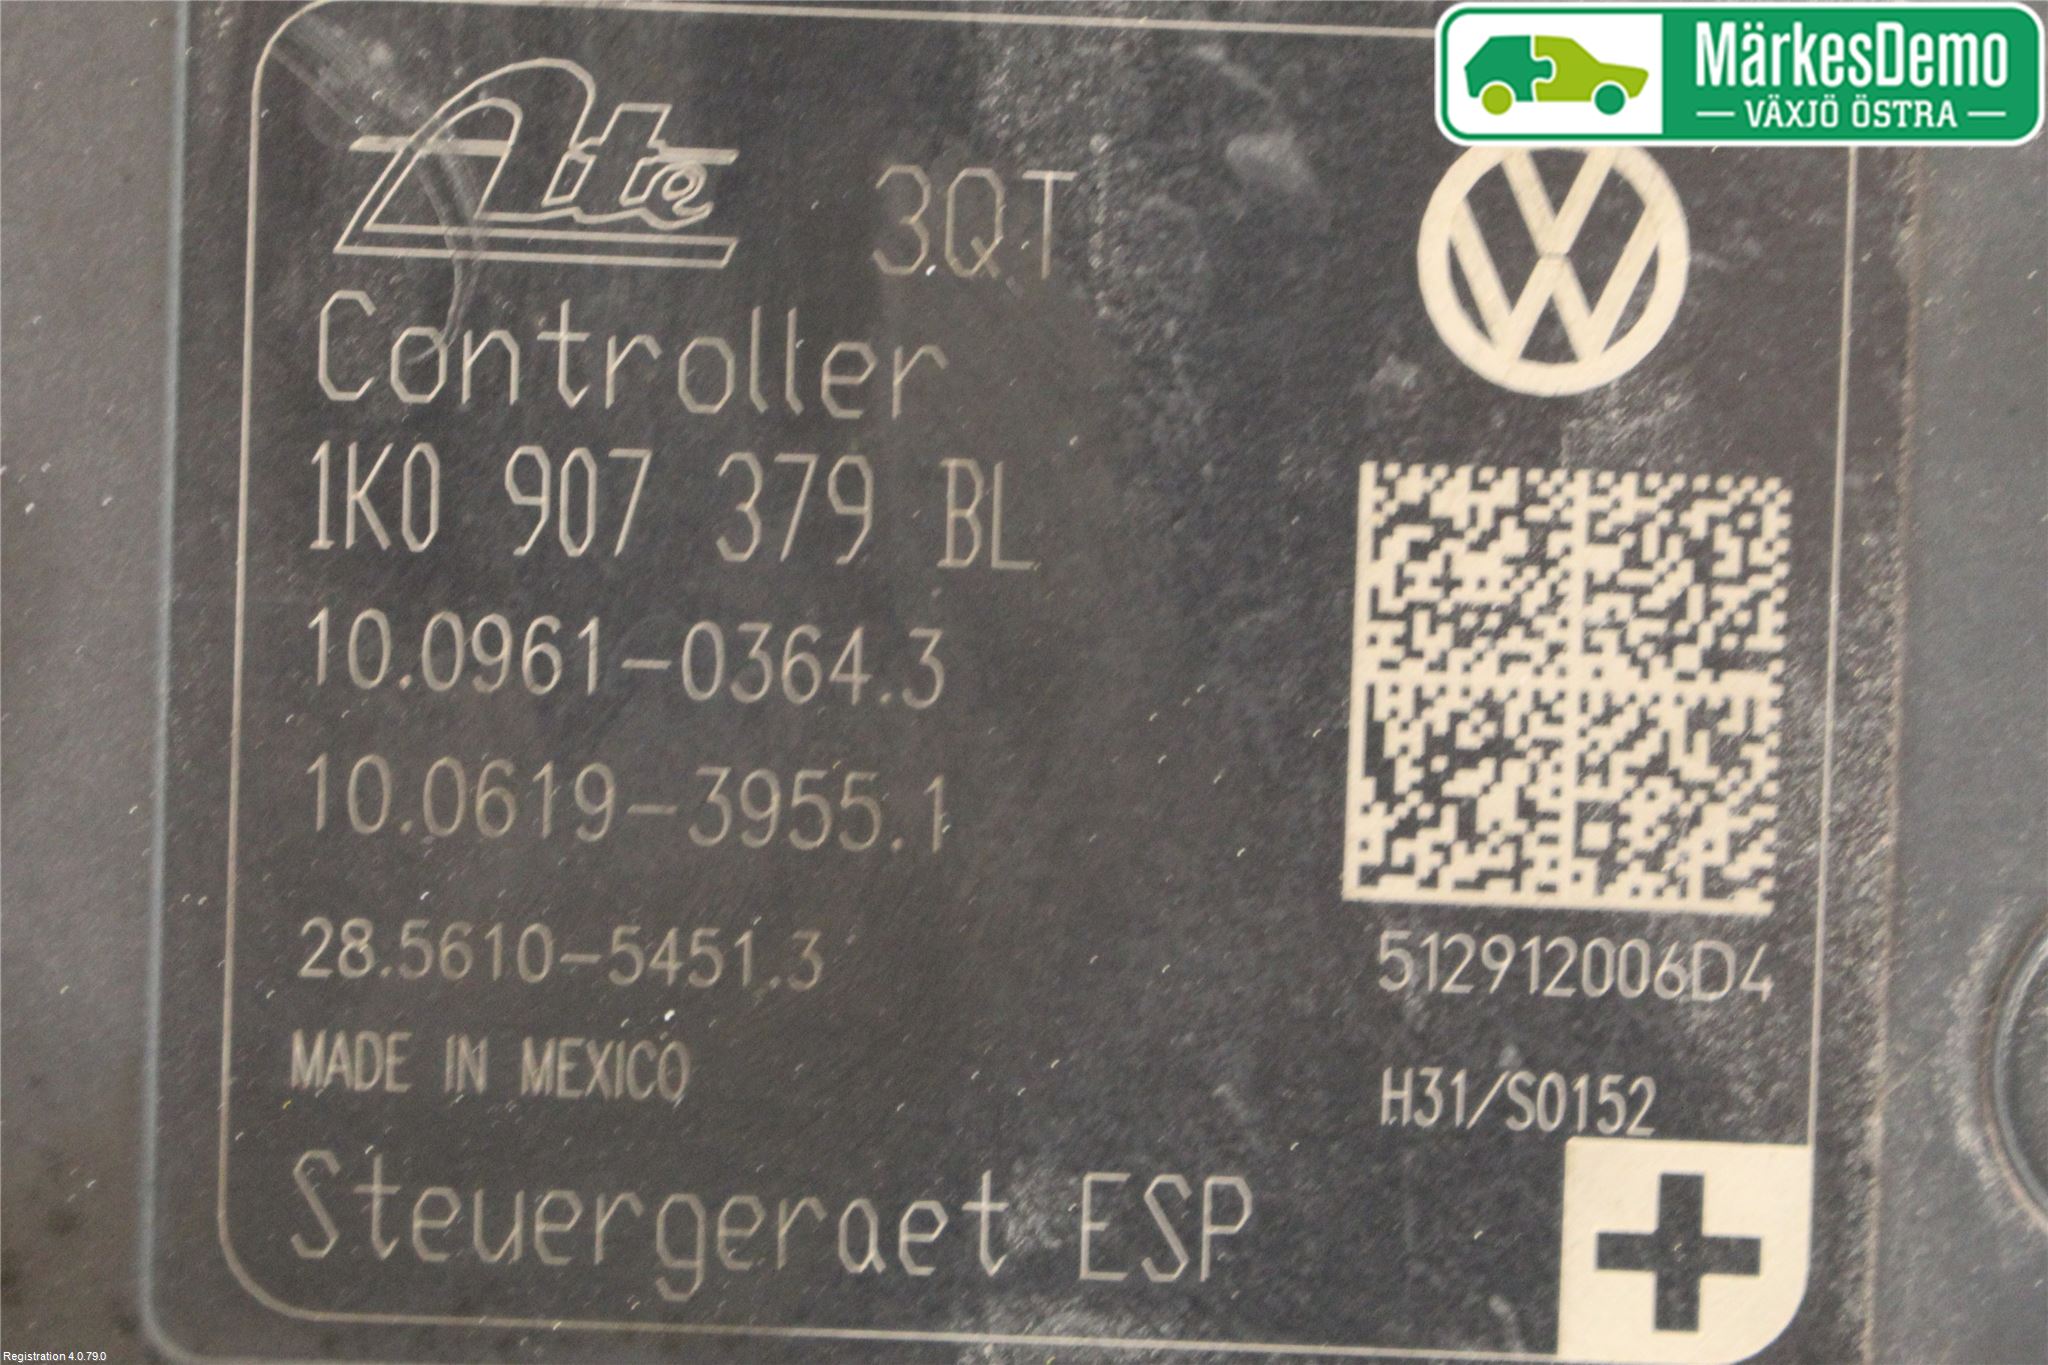 MärkesDemo
VÄXJÖ ÖSTRA
Ate
3QT
Controller
1K0 907 379 BL
10.0961-0364.3
10.0619-3955.1
28.5610-5451.3
512912006D4
MADE IN MEXICO
H31/S0152
Steuergeraet ESP
Registration 4.0.79.0